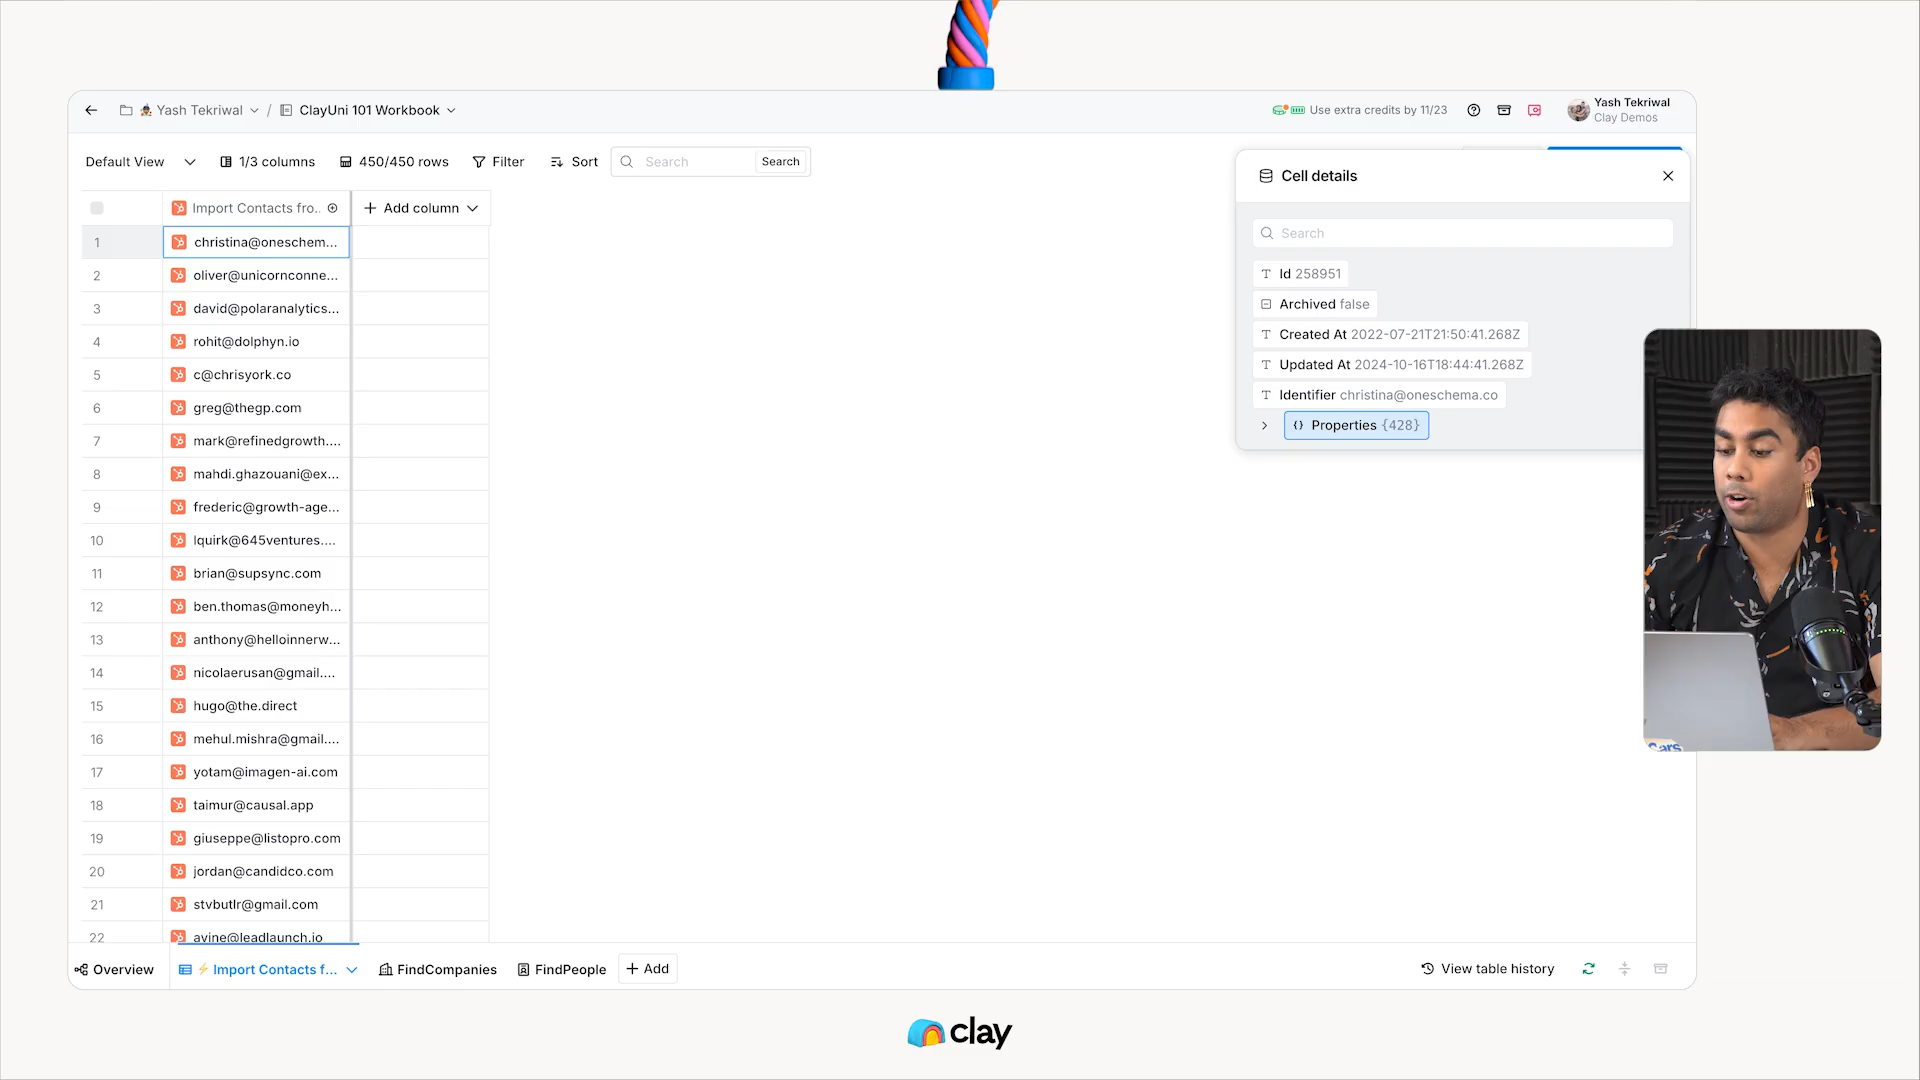 Yash Tekriwal / ClayUni 101 Workbook
Use extra credits by 11/23
Yash Tekriwal
Clay Demos
Default View
1/3 columns
450/450 rows
Filter
Sort
Search
Search
Import Contacts fro..
Add column
1 christina@oneschem...
2 oliver@unicornconne...
3 david@polaranalytics...
4 rohit@dolphyn.io
5 c@chrisyork.co
6 greg@thegp.com
7 mark@refinedgrowth....
8 mahdi.ghazouani@ex...
9 frederic@growth-age...
10 lquirk@645ventures....
11 brian@supsync.com
12 ben.thomas@moneyh...
13 anthony@helloinnerw...
14 nicolaerusan@gmail....
15 hugo@the.direct
16 mehul.mishra@gmail....
17 yotam@imagen-ai.com
18 taimur@causal.app
19 giuseppe@listopro.com
20 jordan@candidco.com
21 stvbutlr@gmail.com
22 avine@leadlaunch.io
Cell details
Search
Id 258951
Archived false
Created At 2022-07-21T21:50:41.268Z
Updated At 2024-10-16T18:44:41.268Z
Identifier christina@oneschema.co
{} Properties {428}
Cars
Overview
Import Contacts f...
FindCompanies
FindPeople
+ Add
View table history
clay